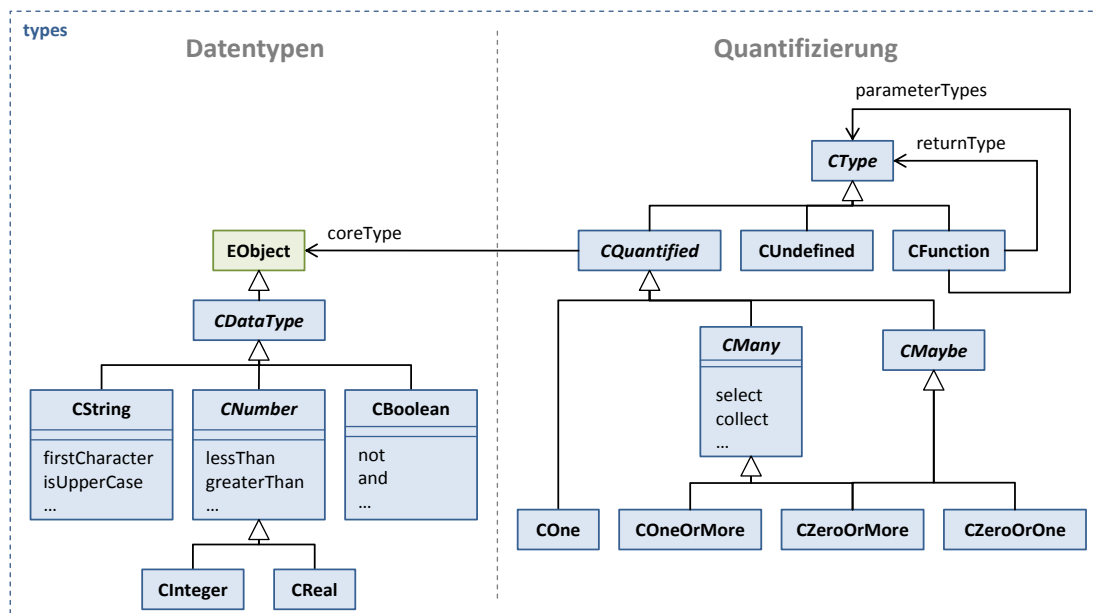 types
Datentypen
Quantifizierung
parameterTypes
CType
returnType
EObject
coreType
CQuantified
CUndefined
CFunction
CDataType
CMany
select
collect
...
CMaybe
CString
firstCharacter
isUpperCase
...
CNumber
lessThan
greaterThan
...
CBoolean
not
and
...
COne
COneOrMore
CZeroOrMore
CZeroOrOne
CInteger
CReal